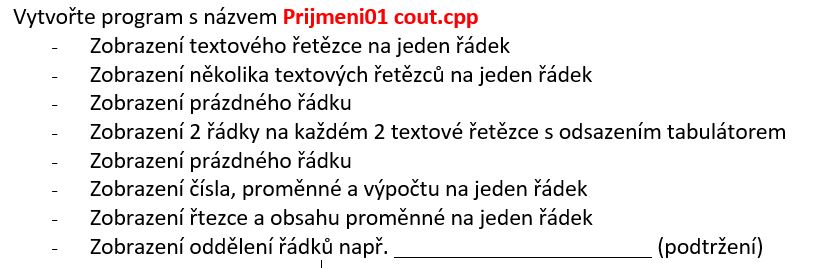 Vytvořte program s názvem Prijmeni01 cout.cpp
- Zobrazení textového řetězce na jeden řádek
- Zobrazení několika textových řetězců na jeden řádek
- Zobrazení prázdného řádku
- Zobrazení 2 řádky na každém 2 textové řetězce s odsazením tabulátorem
- Zobrazení prázdného řádku
- Zobrazení čísla, proměnné a výpočtu na jeden řádek
- Zobrazení řtezce a obsahu proměnné na jeden řádek
- Zobrazení oddělení řádků např. ______________________ (podtržení)